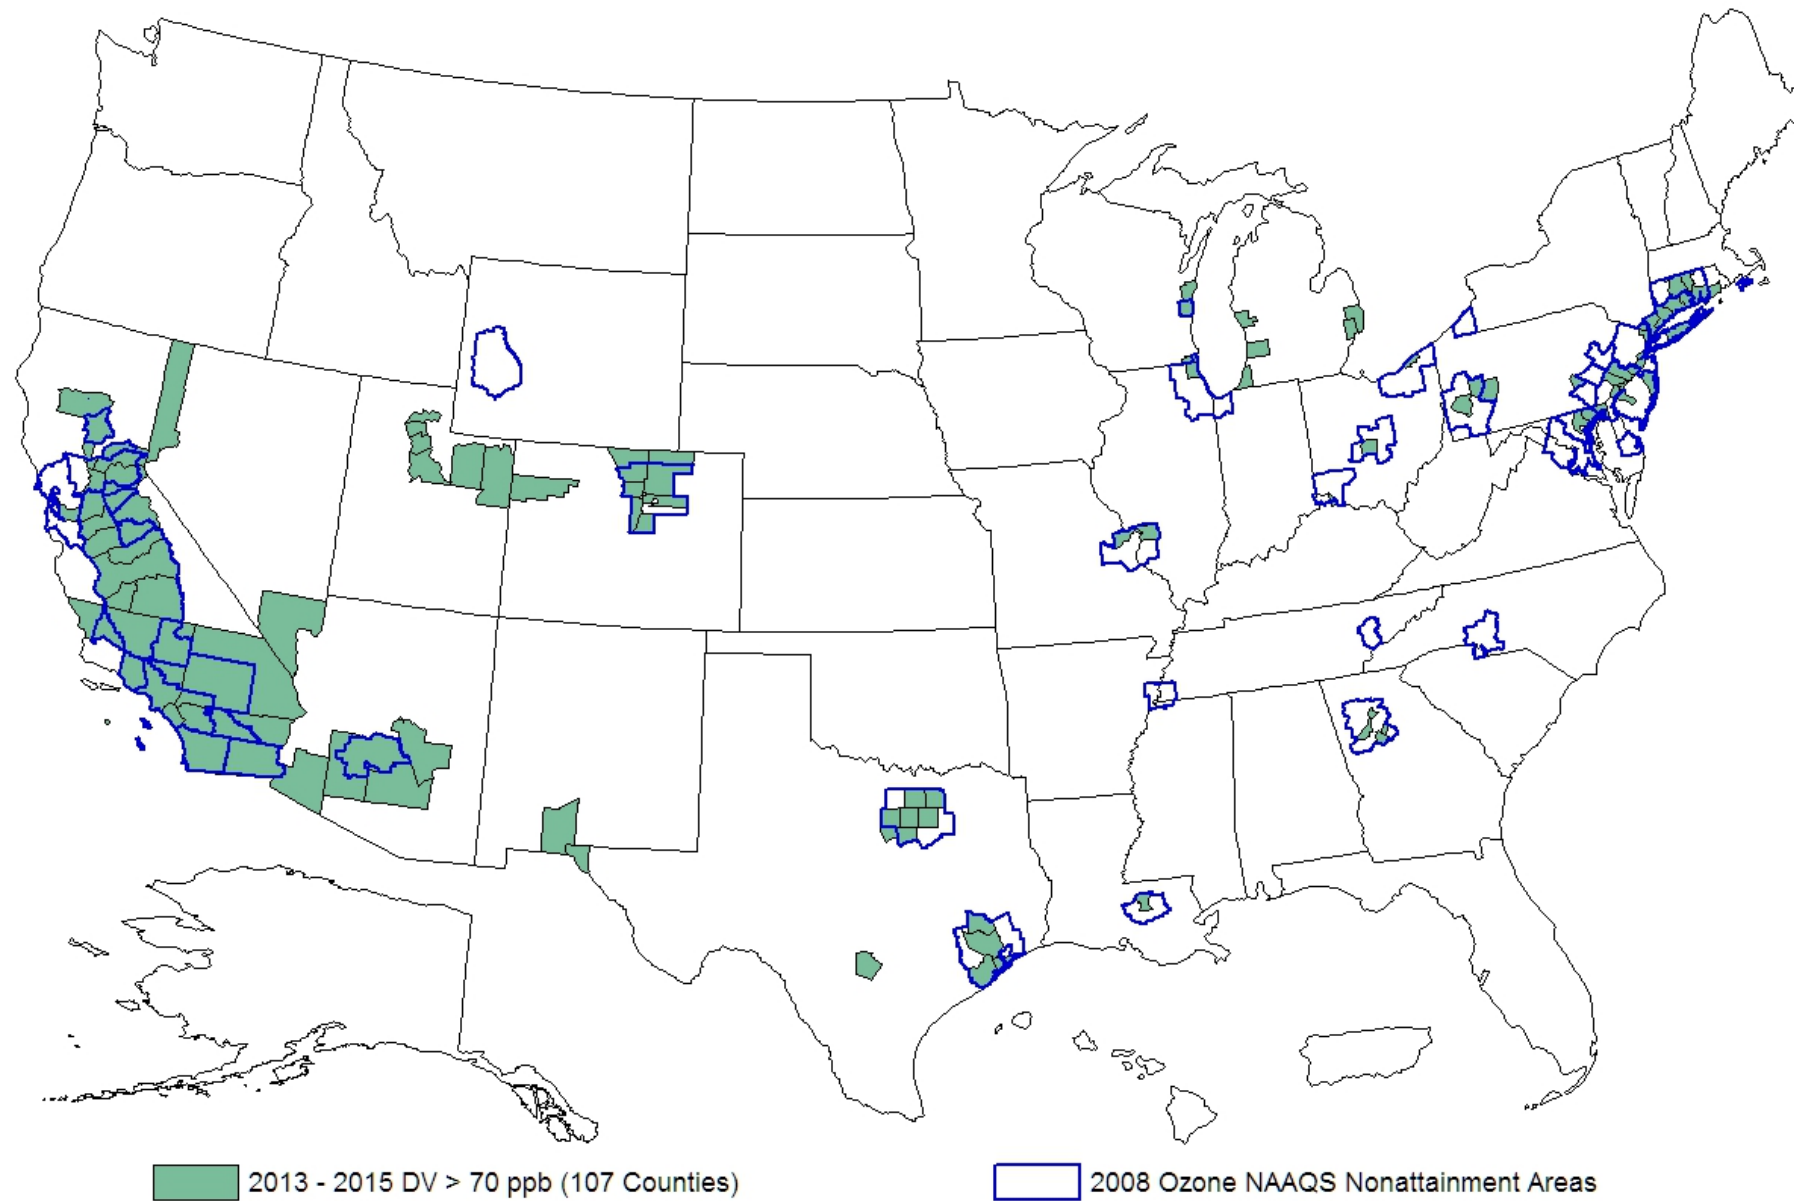 2013 - 2015 DV > 70 ppb (107 Counties)
2008 Ozone NAAQS Nonattainment Areas